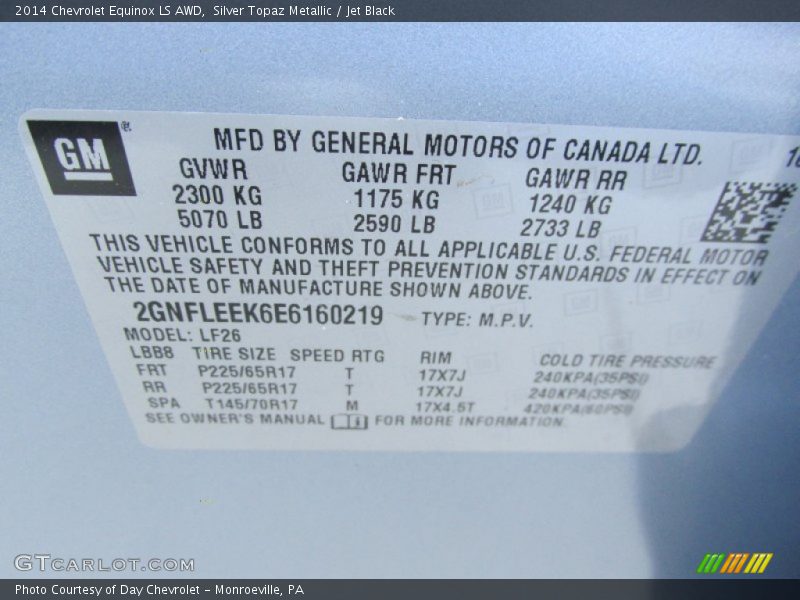 2014 Chevrolet Equinox LS AWD, Silver Topaz Metallic / Jet Black
GM
MFD BY GENERAL MOTORS OF CANADA LTD.
GVWR GAWR FRT GAWR RR
2300 KG 1175 KG 1240 KG
5070 LB 2590 LB 2733 LB
THIS VEHICLE CONFORMS TO ALL APPLICABLE U.S. FEDERAL MOTOR
VEHICLE SAFETY AND THEFT PREVENTION STANDARDS IN EFFECT ON
THE DATE OF MANUFACTURE SHOWN ABOVE.
2GNFLEEK6E6160219 TYPE: M.P.V.
MODEL: LF26
LBB8 TIRE SIZE SPEED RTG RIM COLD TIRE PRESSURE
FRT P225/65R17 T 17X7J 240KPA(35PSI)
RR P225/65R17 T 17X7J 240KPA(35PSI)
SPA T145/70R17 M 17X4.5T 420KPA(60PSI)
SEE OWNER'S MANUAL FOR MORE INFORMATION.
GTCARLOT.COM
Photo Courtesy of Day Chevrolet - Monroeville, PA